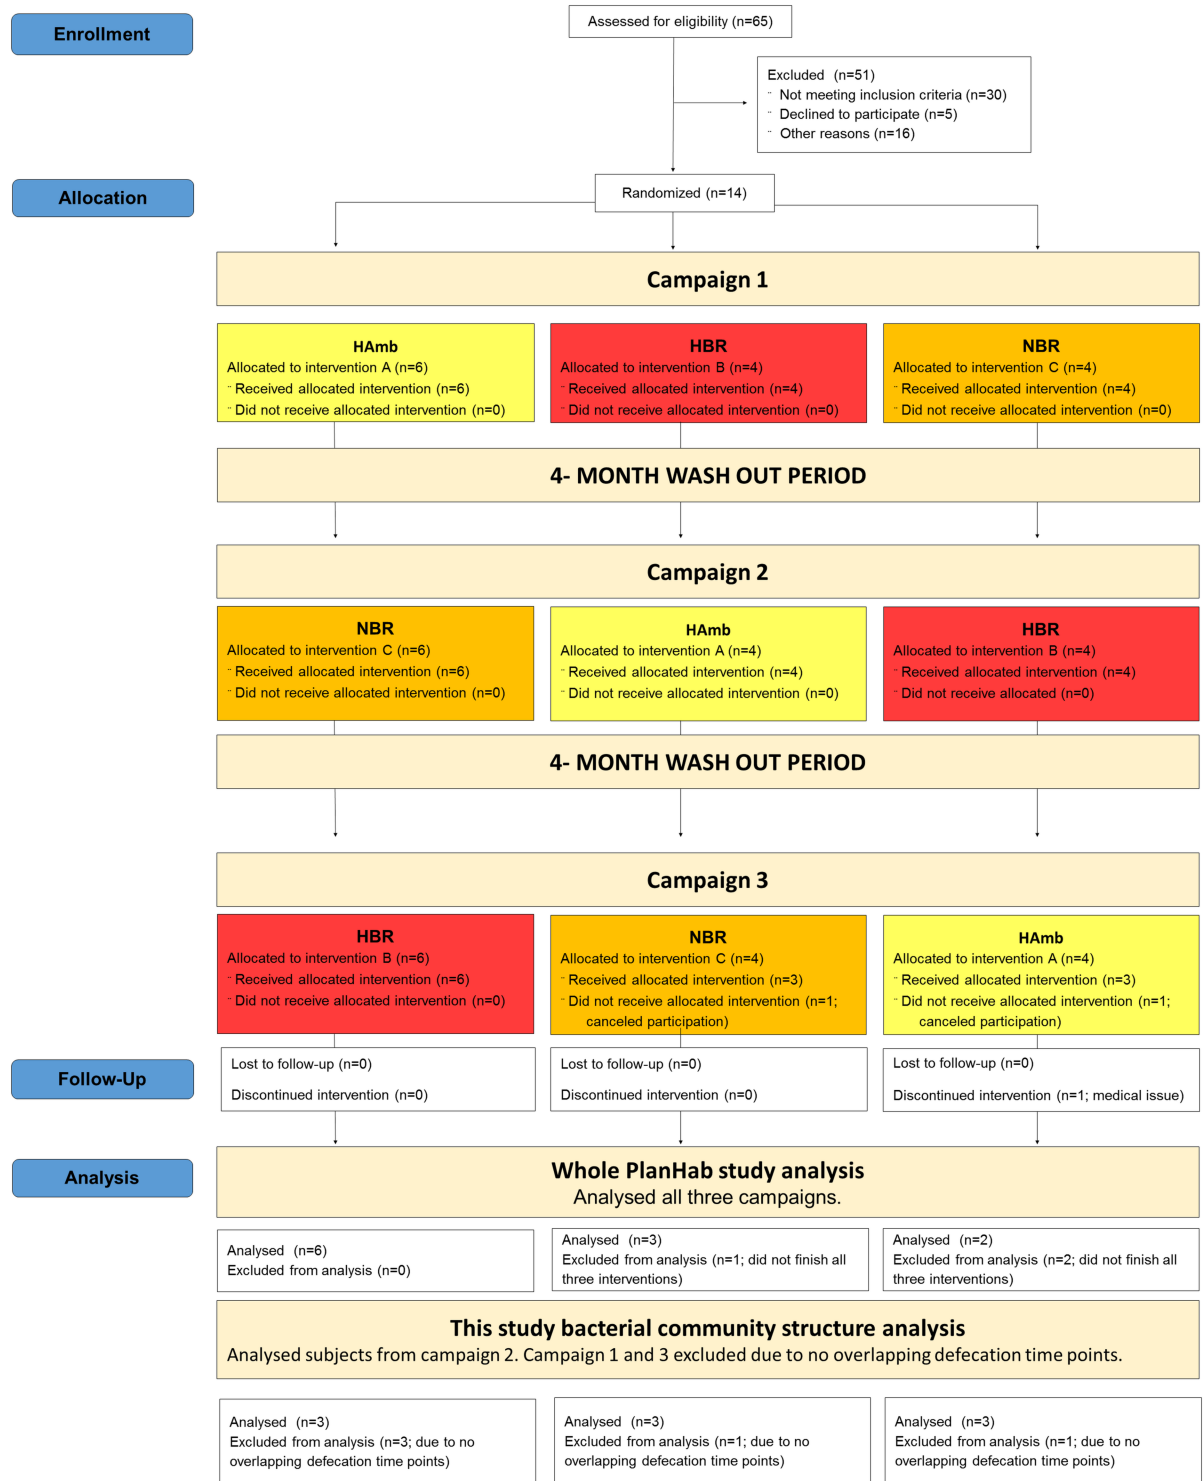 Enrollment
Assessed for eligibility (n=65)
Excluded (n=51)
¨ Not meeting inclusion criteria (n=30)
¨ Declined to participate (n=5)
¨ Other reasons (n=16)
Allocation
Randomized (n=14)
Campaign 1
HAmb
Allocated to intervention A (n=6)
¨ Received allocated intervention (n=6)
¨ Did not receive allocated intervention (n=0)
HBR
Allocated to intervention B (n=4)
¨ Received allocated intervention (n=4)
¨ Did not receive allocated intervention (n=0)
NBR
Allocated to intervention C (n=4)
¨ Received allocated intervention (n=4)
¨ Did not receive allocated intervention (n=0)
4- MONTH WASH OUT PERIOD
Campaign 2
NBR
Allocated to intervention C (n=6)
¨ Received allocated intervention (n=6)
¨ Did not receive allocated intervention (n=0)
HAmb
Allocated to intervention A (n=4)
¨ Received allocated intervention (n=4)
¨ Did not receive allocated intervention (n=0)
HBR
Allocated to intervention B (n=4)
¨ Received allocated intervention (n=4)
¨ Did not receive allocated (n=0)
4- MONTH WASH OUT PERIOD
Campaign 3
HBR
Allocated to intervention B (n=6)
¨ Received allocated intervention (n=6)
¨ Did not receive allocated intervention (n=0)
NBR
Allocated to intervention C (n=4)
¨ Received allocated intervention (n=3)
¨ Did not receive allocated intervention (n=1;
canceled participation)
HAmb
Allocated to intervention A (n=4)
¨ Received allocated intervention (n=3)
¨ Did not receive allocated intervention (n=1;
canceled participation)
Follow-Up
Lost to follow-up (n=0)
Discontinued intervention (n=0)
Lost to follow-up (n=0)
Discontinued intervention (n=0)
Lost to follow-up (n=0)
Discontinued intervention (n=1; medical issue)
Analysis
Whole PlanHab study analysis
Analysed all three campaigns.
Analysed (n=6)
Excluded from analysis (n=0)
Analysed (n=3)
Excluded from analysis (n=1; did not finish all
three interventions)
Analysed (n=2)
Excluded from analysis (n=2; did not finish all
three interventions)
This study bacterial community structure analysis
Analysed subjects from campaign 2. Campaign 1 and 3 excluded due to no overlapping defecation time points.
Analysed (n=3)
Excluded from analysis (n=3; due to no
overlapping defecation time points)
Analysed (n=3)
Excluded from analysis (n=1; due to no
overlapping defecation time points)
Analysed (n=3)
Excluded from analysis (n=1; due to no
overlapping defecation time points)